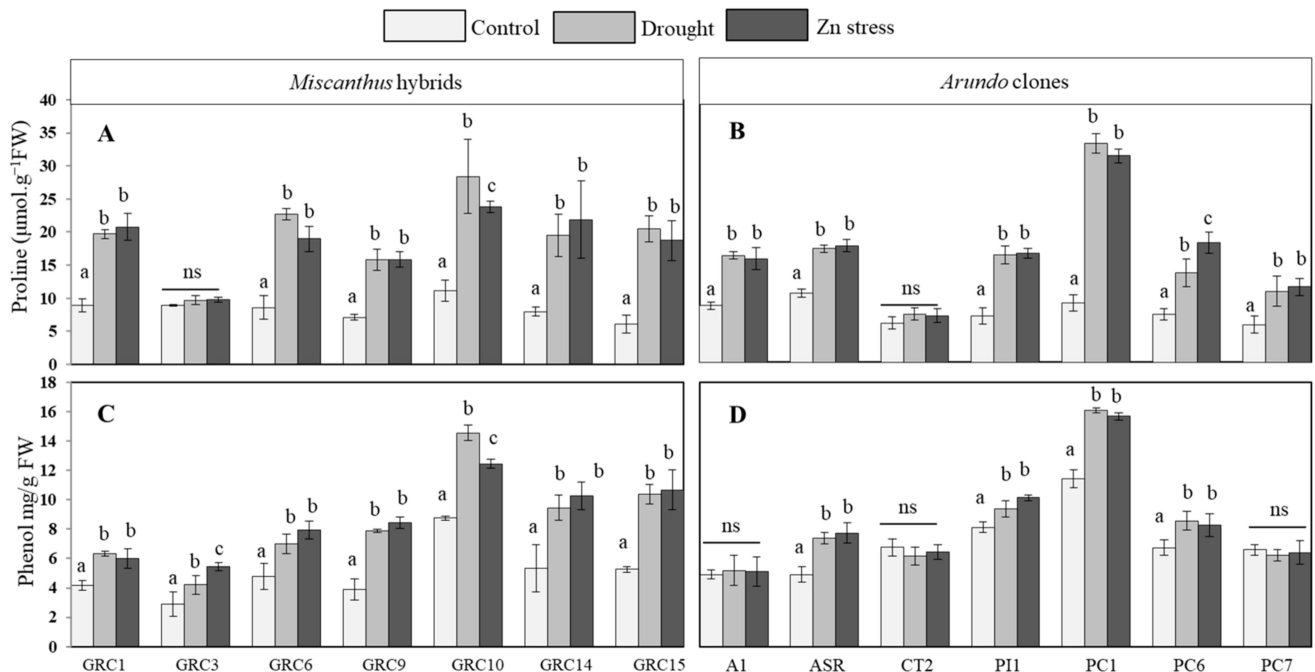 Control Drought Zn stress
Miscanthus hybrids Arundo clones
Proline (μmol.g⁻¹FW)
40
35
30
25
20
15
10
5
0
A
a b b
ns
a b b
a b b
a b c
a b b
a b b
B
a b b
a b b
ns
a b b
a b b
a b c
a b b
Phenol mg/g FW
18
16
14
12
10
8
6
4
2
0
C
a b b
a b c
a b b
a b b
a b c
a b b
a b b
D
ns
a b b
ns
a b b
a b b
a b b
ns
GRC1 GRC3 GRC6 GRC9 GRC10 GRC14 GRC15 A1 ASR CT2 PI1 PC1 PC6 PC7